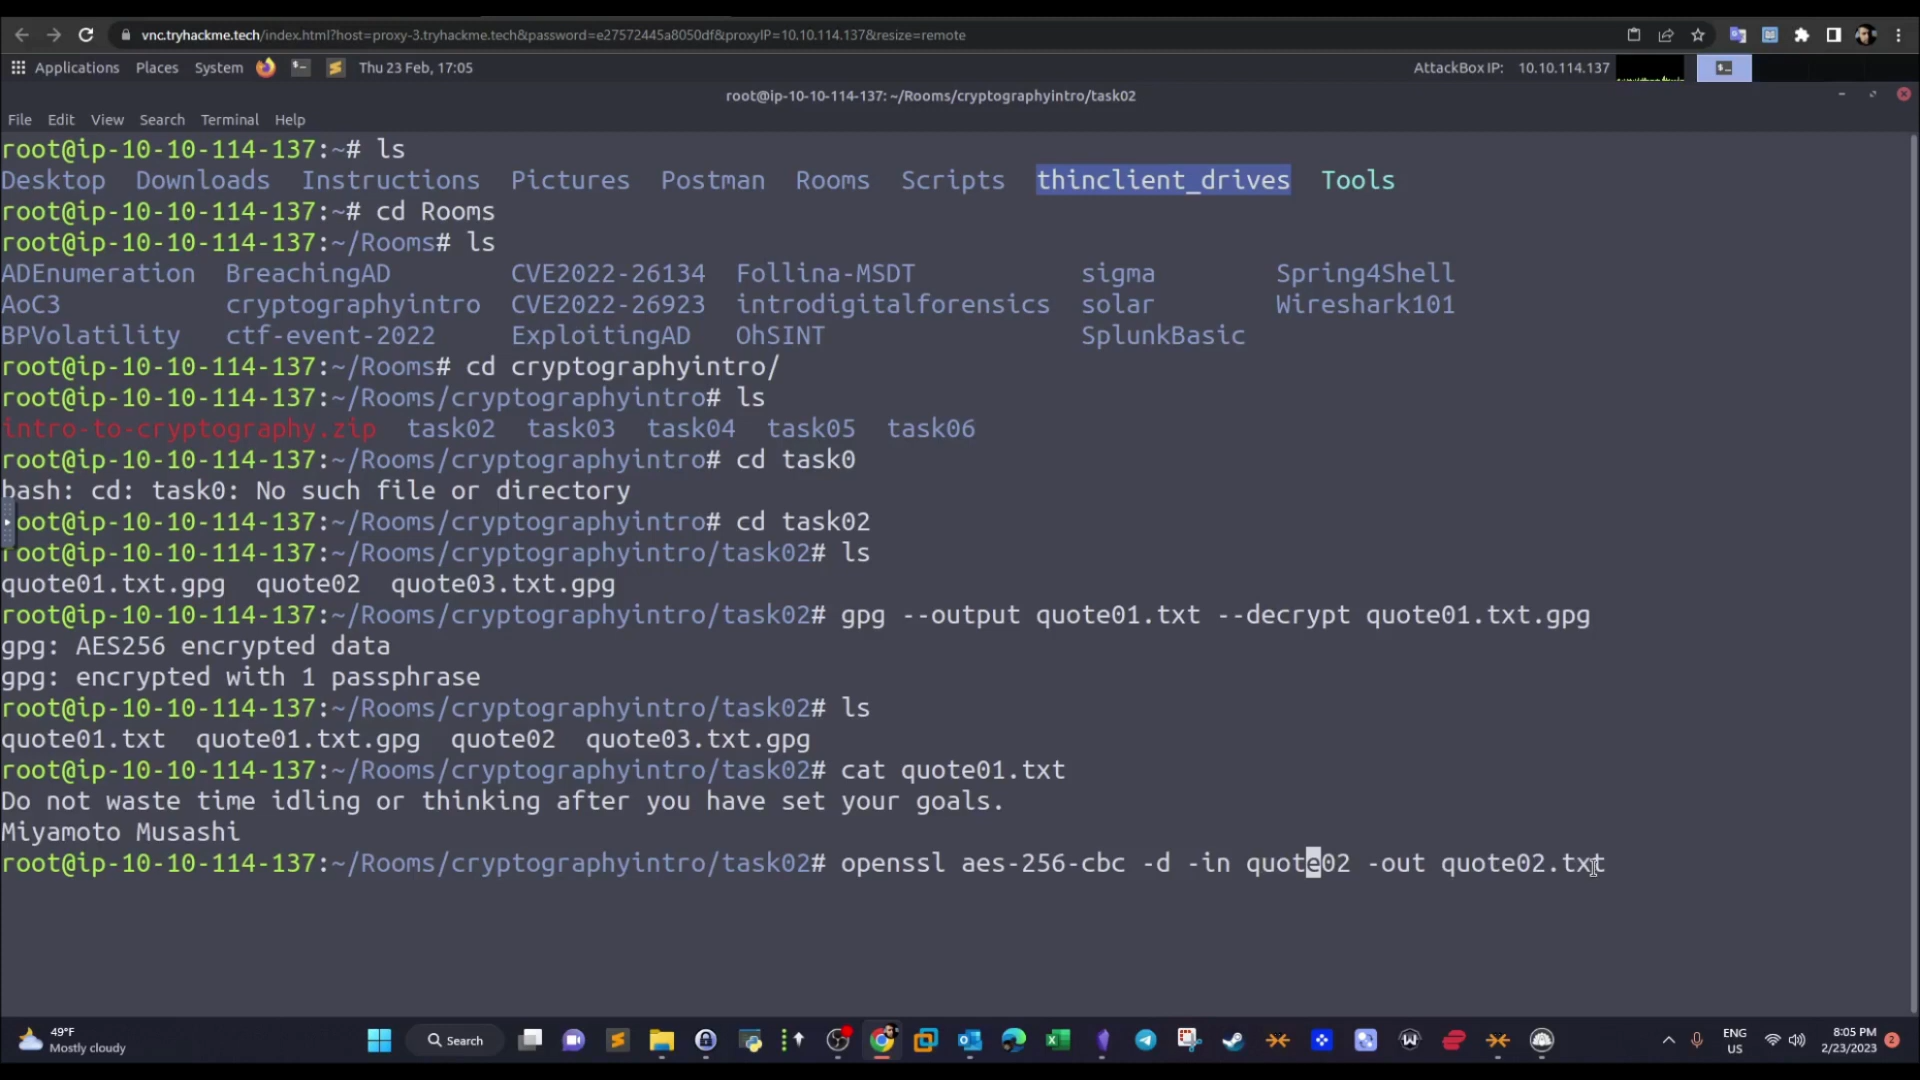 vnc.tryhackme.tech/index.html?host=proxy-3.tryhackme.tech&password=e27572445a8050df&proxyIP=10.10.114.137&resize=remote
Applications Places System Thu 23 Feb, 17:05 AttackBox IP: 10.10.114.137
root@ip-10-10-114-137: ~/Rooms/cryptographyintro/task02
File Edit View Search Terminal Help
root@ip-10-10-114-137:~# ls
Desktop Downloads Instructions Pictures Postman Rooms Scripts thinclient_drives Tools
root@ip-10-10-114-137:~# cd Rooms
root@ip-10-10-114-137:~/Rooms# ls
ADEnumeration BreachingAD CVE2022-26134 Follina-MSDT sigma Spring4Shell
AoC3 cryptographyintro CVE2022-26923 introdigitalforensics solar Wireshark101
BPVolatility ctf-event-2022 ExploitingAD OhSINT SplunkBasic
root@ip-10-10-114-137:~/Rooms# cd cryptographyintro/
root@ip-10-10-114-137:~/Rooms/cryptographyintro# ls
intro-to-cryptography.zip task02 task03 task04 task05 task06
root@ip-10-10-114-137:~/Rooms/cryptographyintro# cd task0
bash: cd: task0: No such file or directory
root@ip-10-10-114-137:~/Rooms/cryptographyintro# cd task02
root@ip-10-10-114-137:~/Rooms/cryptographyintro/task02# ls
quote01.txt.gpg quote02 quote03.txt.gpg
root@ip-10-10-114-137:~/Rooms/cryptographyintro/task02# gpg --output quote01.txt --decrypt quote01.txt.gpg
gpg: AES256 encrypted data
gpg: encrypted with 1 passphrase
root@ip-10-10-114-137:~/Rooms/cryptographyintro/task02# ls
quote01.txt quote01.txt.gpg quote02 quote03.txt.gpg
root@ip-10-10-114-137:~/Rooms/cryptographyintro/task02# cat quote01.txt
Do not waste time idling or thinking after you have set your goals.
Miyamoto Musashi
root@ip-10-10-114-137:~/Rooms/cryptographyintro/task02# openssl aes-256-cbc -d -in quote02 -out quote02.txt
49°F
Mostly cloudy
Search
ENG
US
8:05 PM
2/23/2023
2